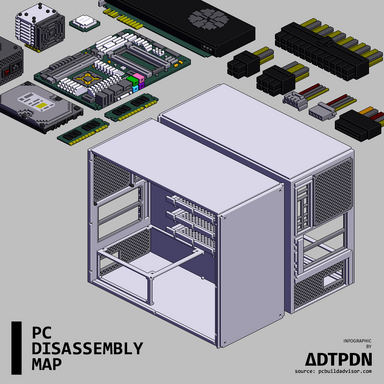 PC
DISASSEMBLY
MAP
INFOGRAPHIC
BY
ΔDTPDN
source: pcbuildadvisor.com